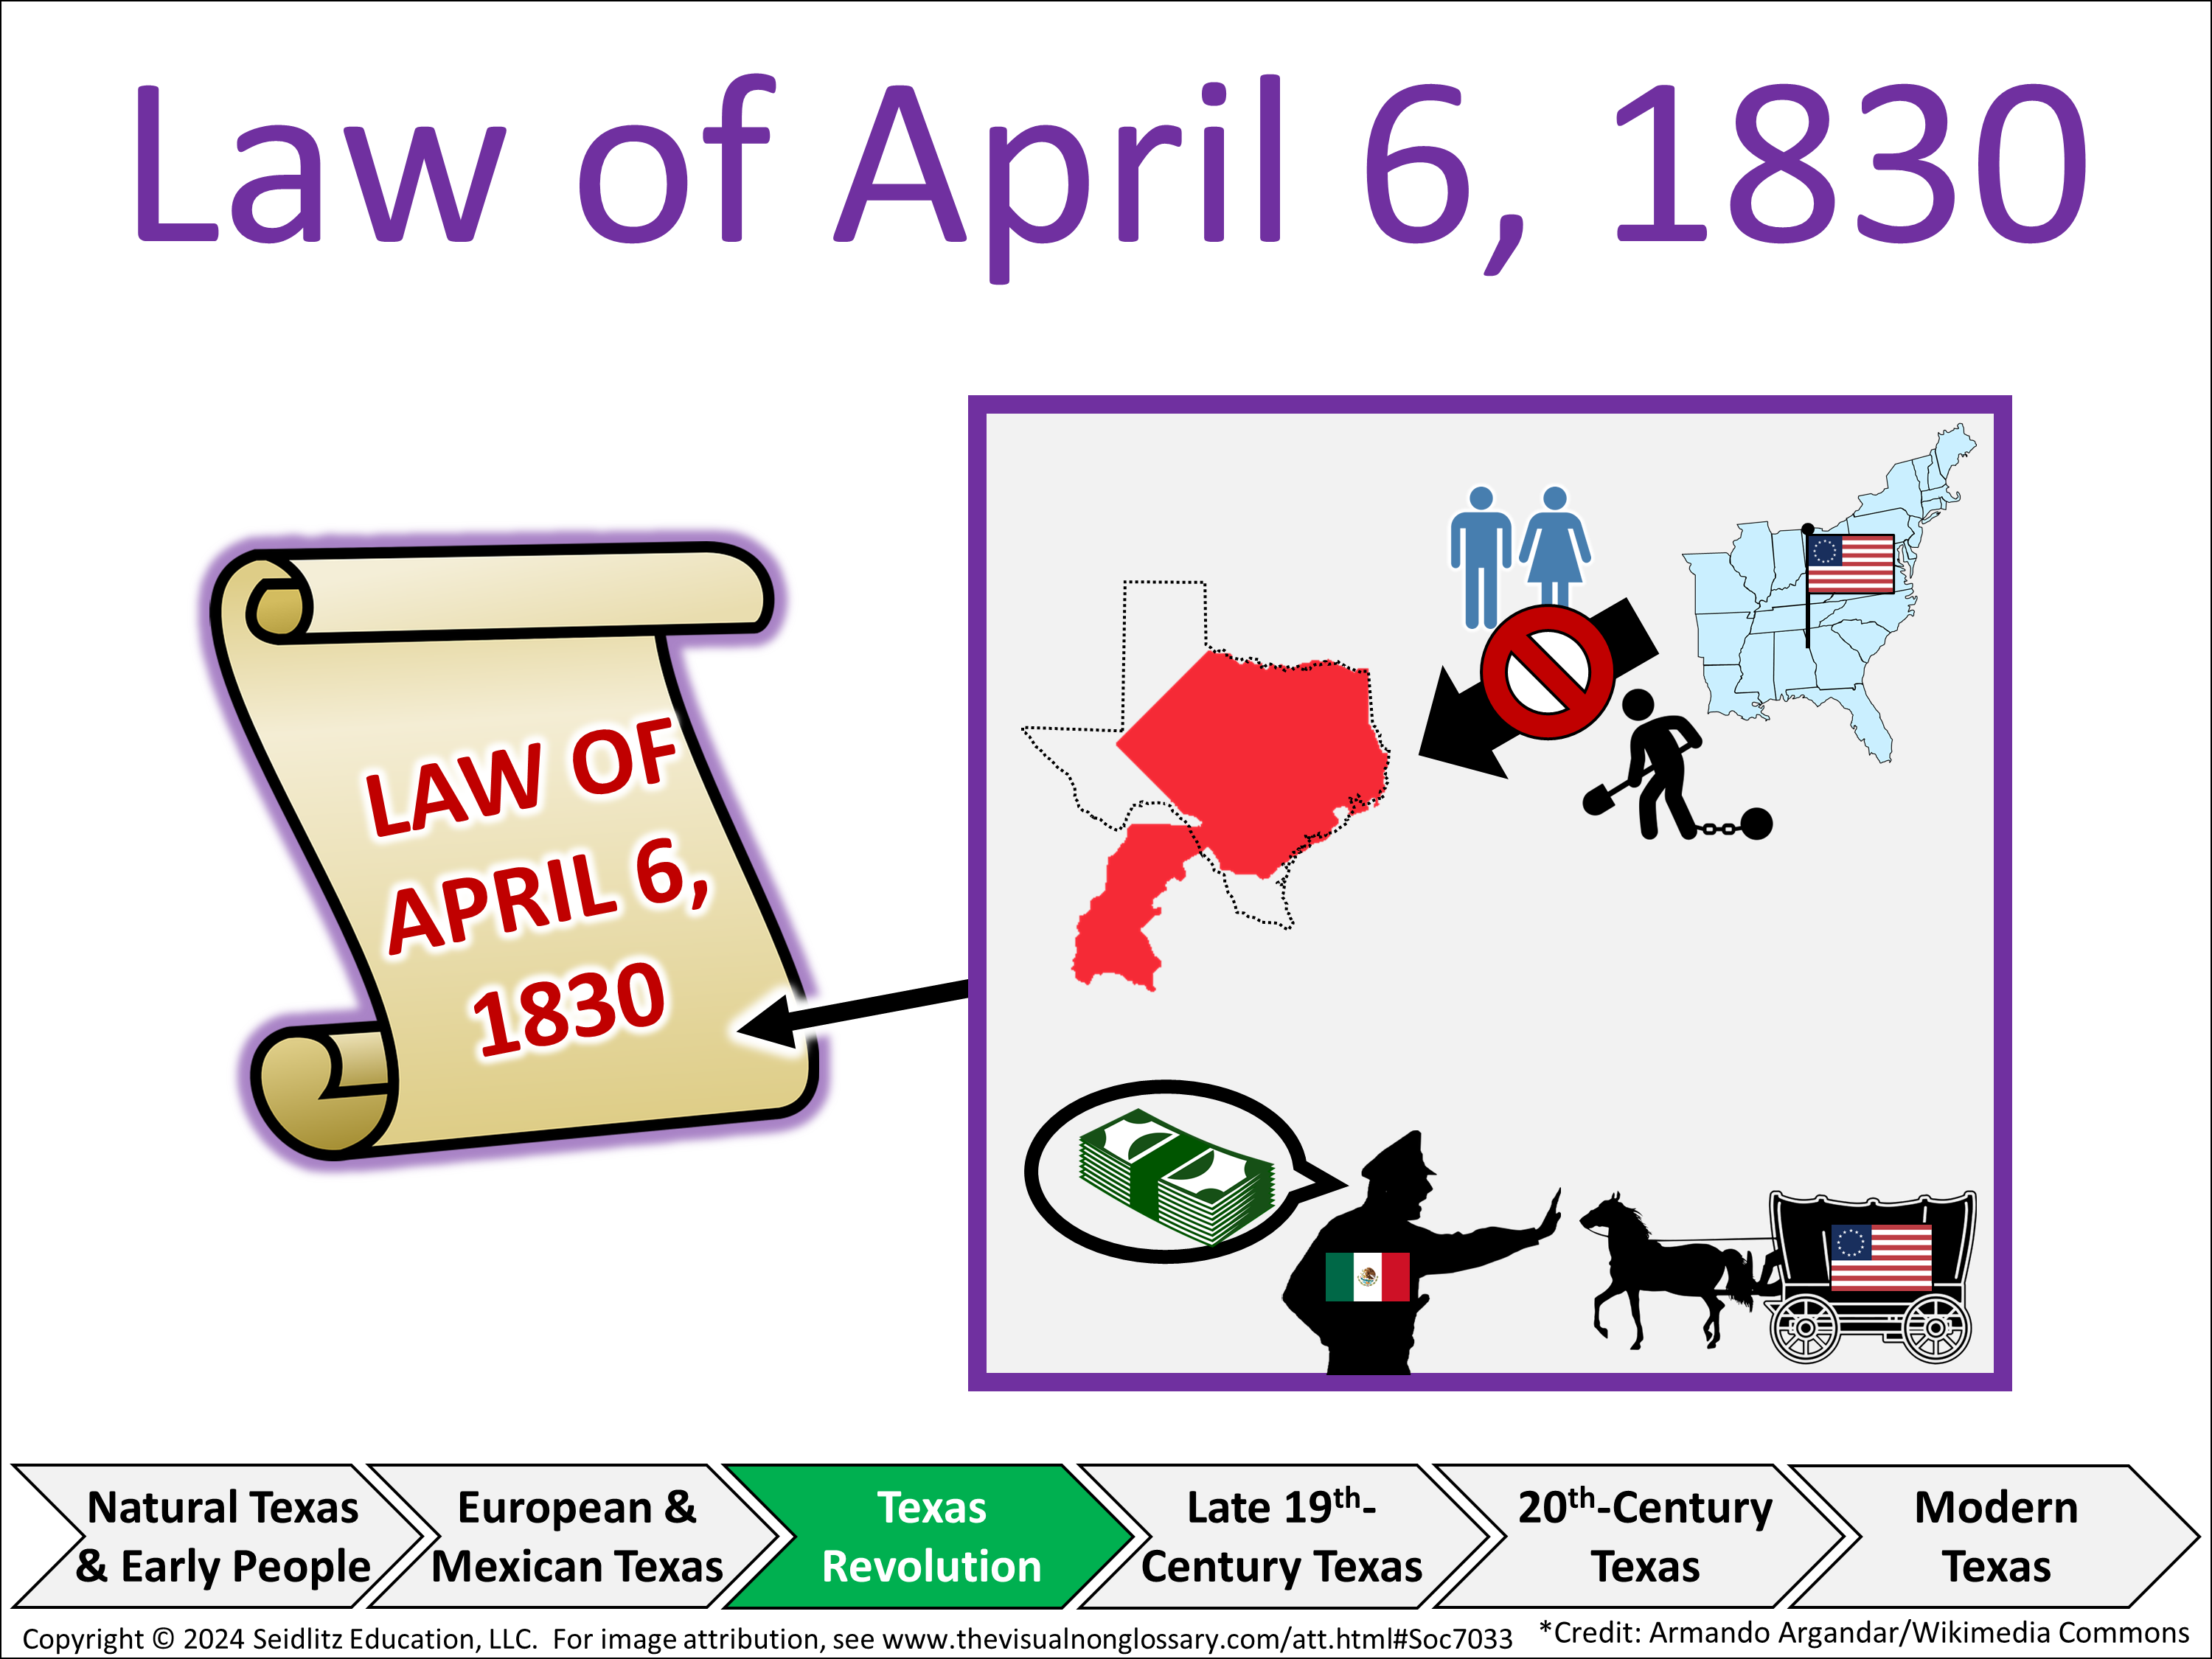 Law of April 6, 1830
LAW OF
APRIL 6,
1830
Natural Texas
& Early People
European &
Mexican Texas
Texas
Revolution
Late 19th-
Century Texas
20th-Century
Texas
Modern
Texas
Copyright © 2024 Seidlitz Education, LLC.  For image attribution, see www.thevisualnonglossary.com/att.html#Soc7033
*Credit: Armando Argandar/Wikimedia Commons